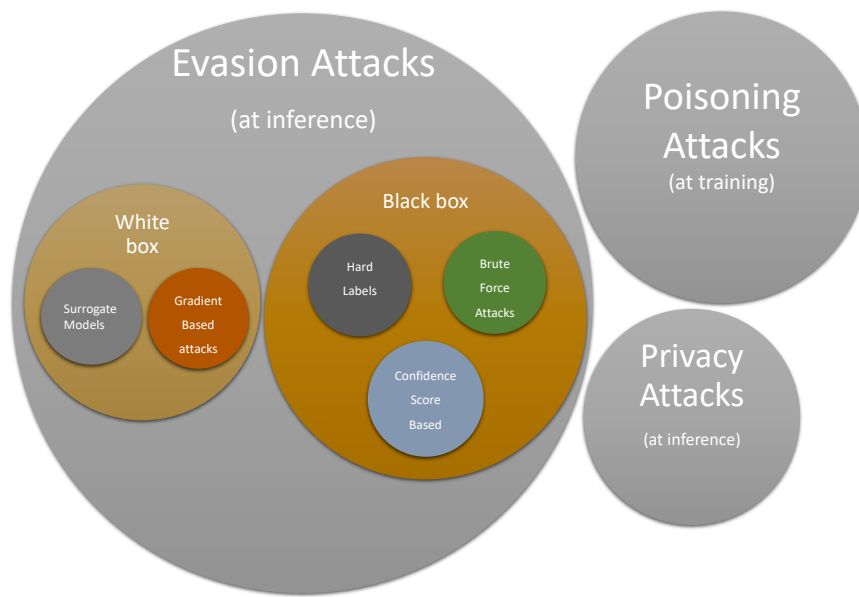 Evasion Attacks
(at inference)
White
box
Surrogate
Models
Gradient
Based
attacks
Black box
Hard
Labels
Brute
Force
Attacks
Confidence
Score
Based
Poisoning
Attacks
(at training)
Privacy
Attacks
(at inference)